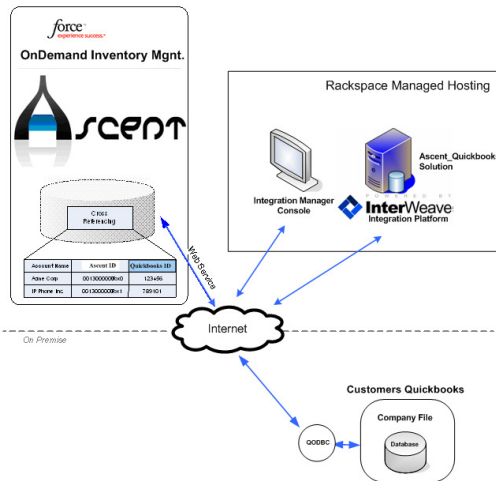 force
experience success.
OnDemand Inventory Mgnt.
Ascent
Cross
Referencing
Account Name Ascent ID Quickbooks ID
Acme Corp 123456
IP Phone Inc. 789101
Web Service
Rackspace Managed Hosting
Integration Manager
Console
Ascent_Quickbook
Solution
POWERED BY
InterWeave
Integration Platform
Internet
On Premise
Customers Quickbooks
Company File
QODBC
Database